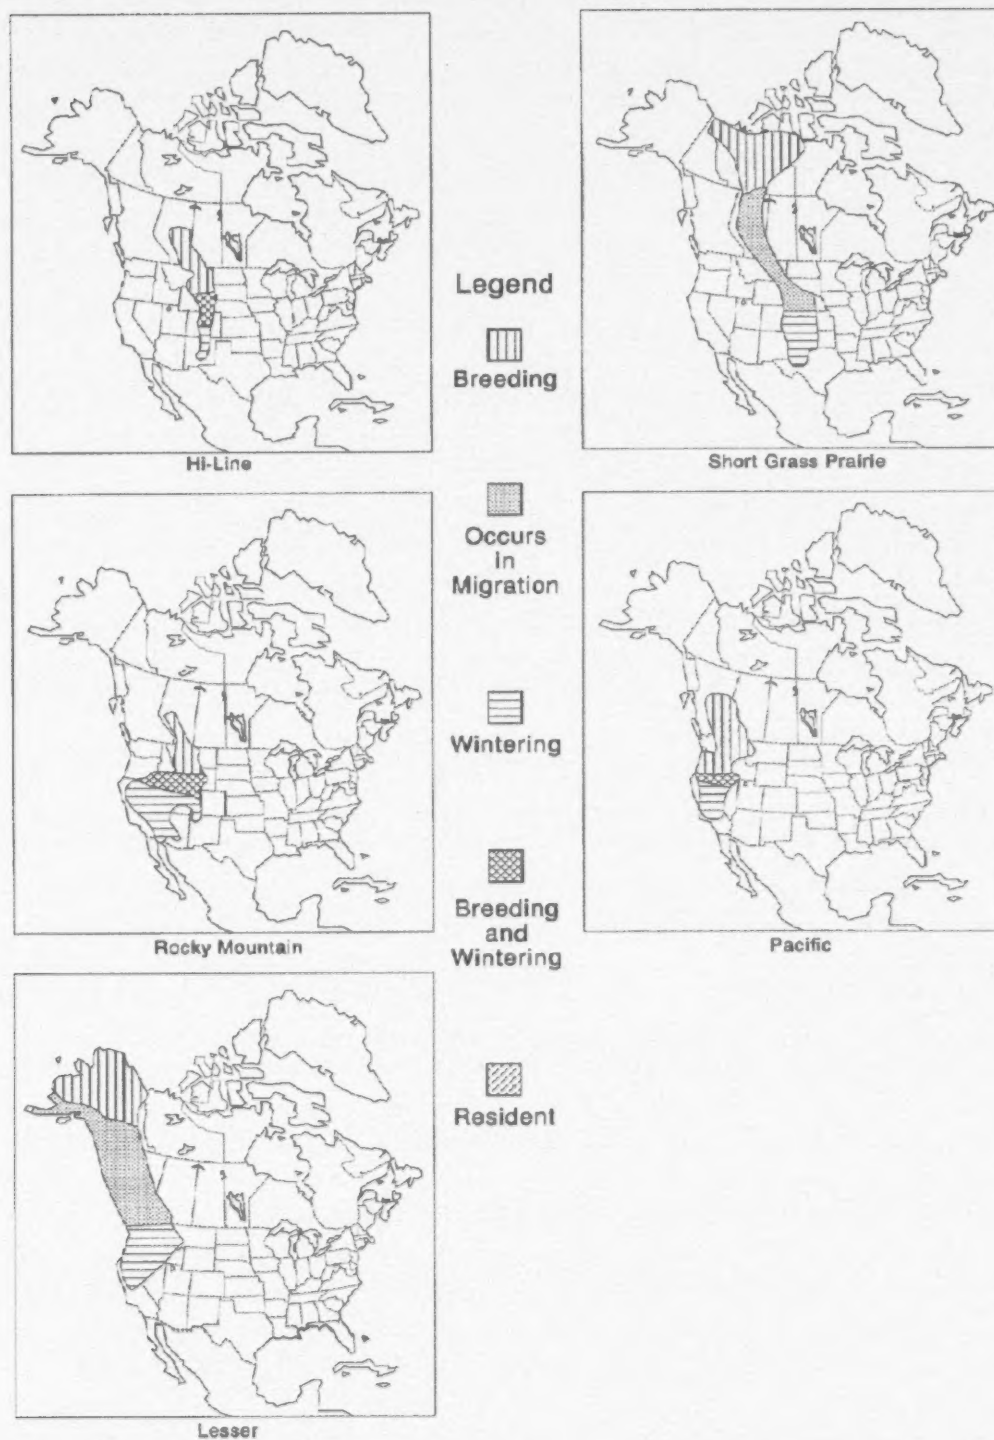 Hi-Line
Short Grass Prairie
Legend
Breeding
Occurs
in
Migration
Wintering
Breeding
and
Wintering
Resident
Rocky Mountain
Pacific
Lesser